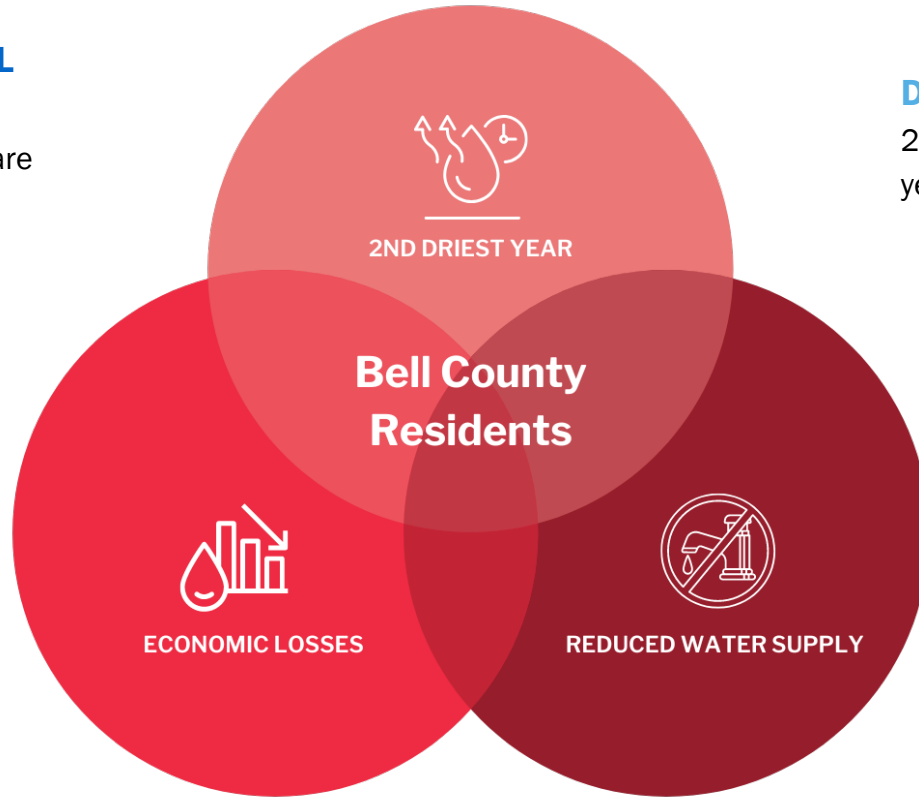 2ND DRIEST YEAR
Bell County
Residents
ECONOMIC LOSSES
REDUCED WATER SUPPLY